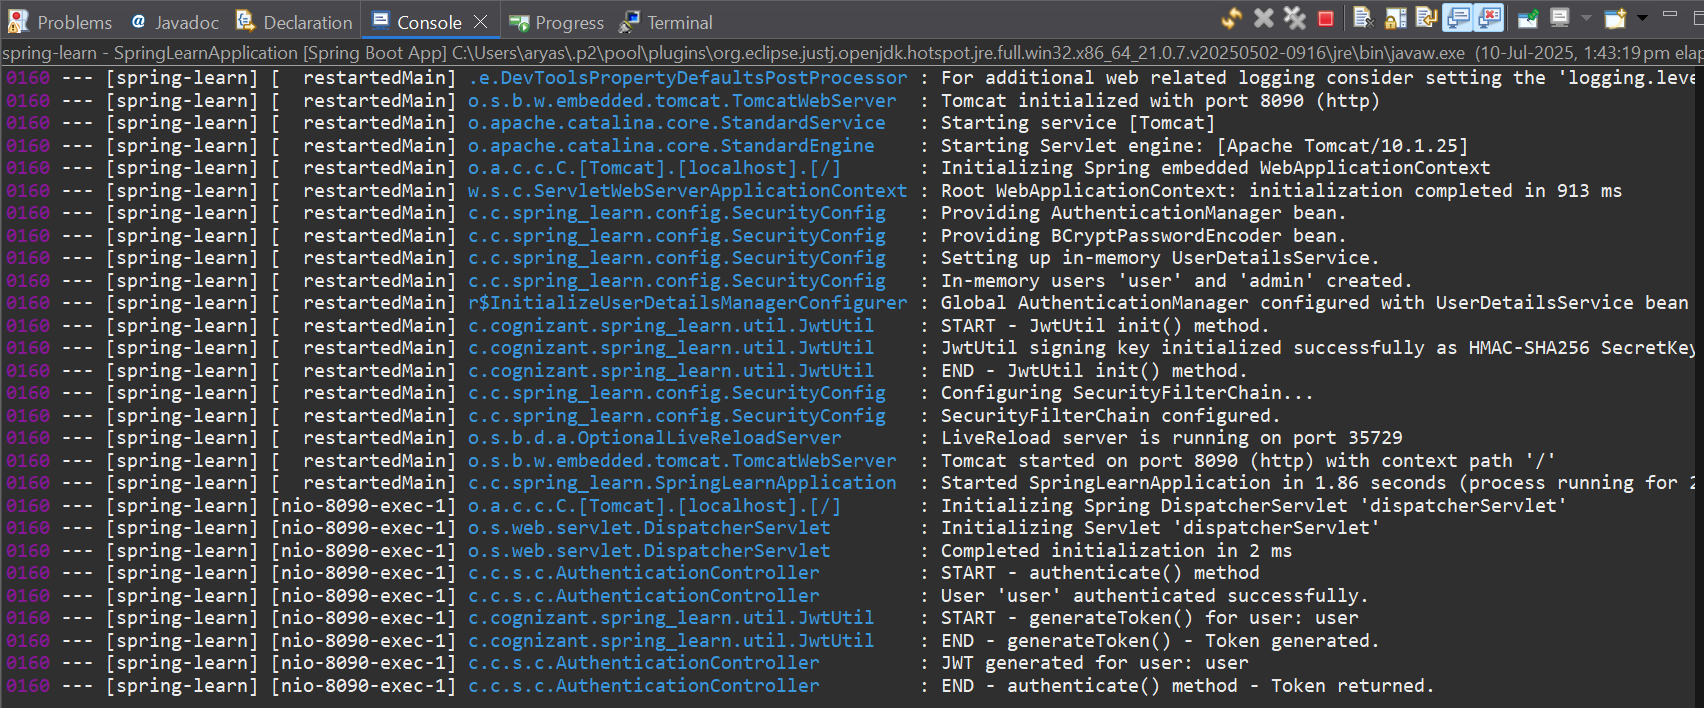 Problems @ Javadoc Declaration Console Progress Terminal
spring-learn - SpringLearnApplication [Spring Boot App] C:\Users\aryas\.p2\pool\plugins\org.eclipse.justj.openjdk.hotspot.jre.full.win32.x86_64_21.0.7.v20250502-0916\jre\bin\javaw.exe (10-Jul-2025, 1:43:19 pm elap
0160 --- [spring-learn] [  restartedMain] .e.DevToolsPropertyDefaultsPostProcessor : For additional web related logging consider setting the 'logging.leve
0160 --- [spring-learn] [  restartedMain] o.s.b.w.embedded.tomcat.TomcatWebServer  : Tomcat initialized with port 8090 (http)
0160 --- [spring-learn] [  restartedMain] o.apache.catalina.core.StandardService   : Starting service [Tomcat]
0160 --- [spring-learn] [  restartedMain] o.apache.catalina.core.StandardEngine    : Starting Servlet engine: [Apache Tomcat/10.1.25]
0160 --- [spring-learn] [  restartedMain] o.a.c.c.C.[Tomcat].[localhost].[/]       : Initializing Spring embedded WebApplicationContext
0160 --- [spring-learn] [  restartedMain] w.s.c.ServletWebServerApplicationContext : Root WebApplicationContext: initialization completed in 913 ms
0160 --- [spring-learn] [  restartedMain] c.c.spring_learn.config.SecurityConfig   : Providing AuthenticationManager bean.
0160 --- [spring-learn] [  restartedMain] c.c.spring_learn.config.SecurityConfig   : Providing BCryptPasswordEncoder bean.
0160 --- [spring-learn] [  restartedMain] c.c.spring_learn.config.SecurityConfig   : Setting up in-memory UserDetailsService.
0160 --- [spring-learn] [  restartedMain] c.c.spring_learn.config.SecurityConfig   : In-memory users 'user' and 'admin' created.
0160 --- [spring-learn] [  restartedMain] r$InitializeUserDetailsManagerConfigurer : Global AuthenticationManager configured with UserDetailsService bean
0160 --- [spring-learn] [  restartedMain] c.cognizant.spring_learn.util.JwtUtil    : START - JwtUtil init() method.
0160 --- [spring-learn] [  restartedMain] c.cognizant.spring_learn.util.JwtUtil    : JwtUtil signing key initialized successfully as HMAC-SHA256 SecretKey
0160 --- [spring-learn] [  restartedMain] c.cognizant.spring_learn.util.JwtUtil    : END - JwtUtil init() method.
0160 --- [spring-learn] [  restartedMain] c.c.spring_learn.config.SecurityConfig   : Configuring SecurityFilterChain...
0160 --- [spring-learn] [  restartedMain] c.c.spring_learn.config.SecurityConfig   : SecurityFilterChain configured.
0160 --- [spring-learn] [  restartedMain] o.s.b.d.a.OptionalLiveReloadServer       : LiveReload server is running on port 35729
0160 --- [spring-learn] [  restartedMain] o.s.b.w.embedded.tomcat.TomcatWebServer  : Tomcat started on port 8090 (http) with context path '/'
0160 --- [spring-learn] [  restartedMain] c.c.spring_learn.SpringLearnApplication  : Started SpringLearnApplication in 1.86 seconds (process running for 2
0160 --- [spring-learn] [nio-8090-exec-1] o.a.c.c.C.[Tomcat].[localhost].[/]       : Initializing Spring DispatcherServlet 'dispatcherServlet'
0160 --- [spring-learn] [nio-8090-exec-1] o.s.web.servlet.DispatcherServlet        : Initializing Servlet 'dispatcherServlet'
0160 --- [spring-learn] [nio-8090-exec-1] o.s.web.servlet.DispatcherServlet        : Completed initialization in 2 ms
0160 --- [spring-learn] [nio-8090-exec-1] c.c.s.c.AuthenticationController         : START - authenticate() method
0160 --- [spring-learn] [nio-8090-exec-1] c.c.s.c.AuthenticationController         : User 'user' authenticated successfully.
0160 --- [spring-learn] [nio-8090-exec-1] c.cognizant.spring_learn.util.JwtUtil    : START - generateToken() for user: user
0160 --- [spring-learn] [nio-8090-exec-1] c.cognizant.spring_learn.util.JwtUtil    : END - generateToken() - Token generated.
0160 --- [spring-learn] [nio-8090-exec-1] c.c.s.c.AuthenticationController         : JWT generated for user: user
0160 --- [spring-learn] [nio-8090-exec-1] c.c.s.c.AuthenticationController         : END - authenticate() method - Token returned.